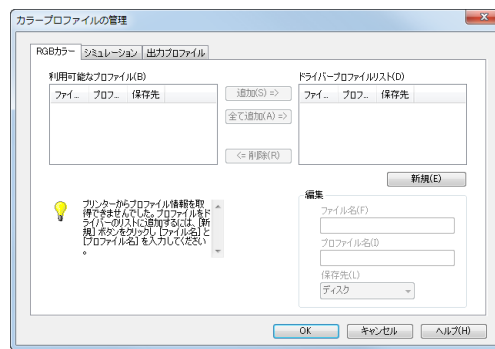 カラープロファイルの管理
RGBカラー シミュレーション 出力プロファイル
利用可能なプロファイル(B)
ファイ... プロフ... 保存先
追加(S) =>
全て追加(A) =>
<= 削除(R)
ドライバープロファイルリスト(D)
ファイ... プロフ... 保存先
新規(E)
プリンターからプロファイル情報を取
得できませんでした。プロファイルをド
ライバーのリストに追加するには、[新
規] ボタンをクリックし [ファイル名] と
[プロファイル名] を入力してください
。
編集
ファイル名(F)
プロファイル名(I)
保存先(L)
ディスク
OK キャンセル ヘルプ(H)